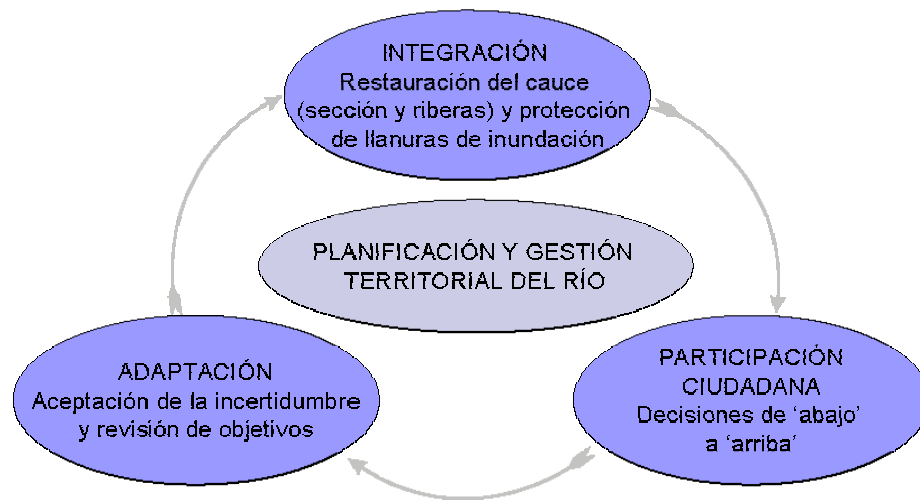 INTEGRACIÓN
Restauración del cauce
(sección y riberas) y protección
de llanuras de inundación
PLANIFICACIÓN Y GESTIÓN
TERRITORIAL DEL RÍO
ADAPTACIÓN
Aceptación de la incertidumbre
y revisión de objetivos
PARTICIPACIÓN
CIUDADANA
Decisiones de ‘abajo’
a ‘arriba’